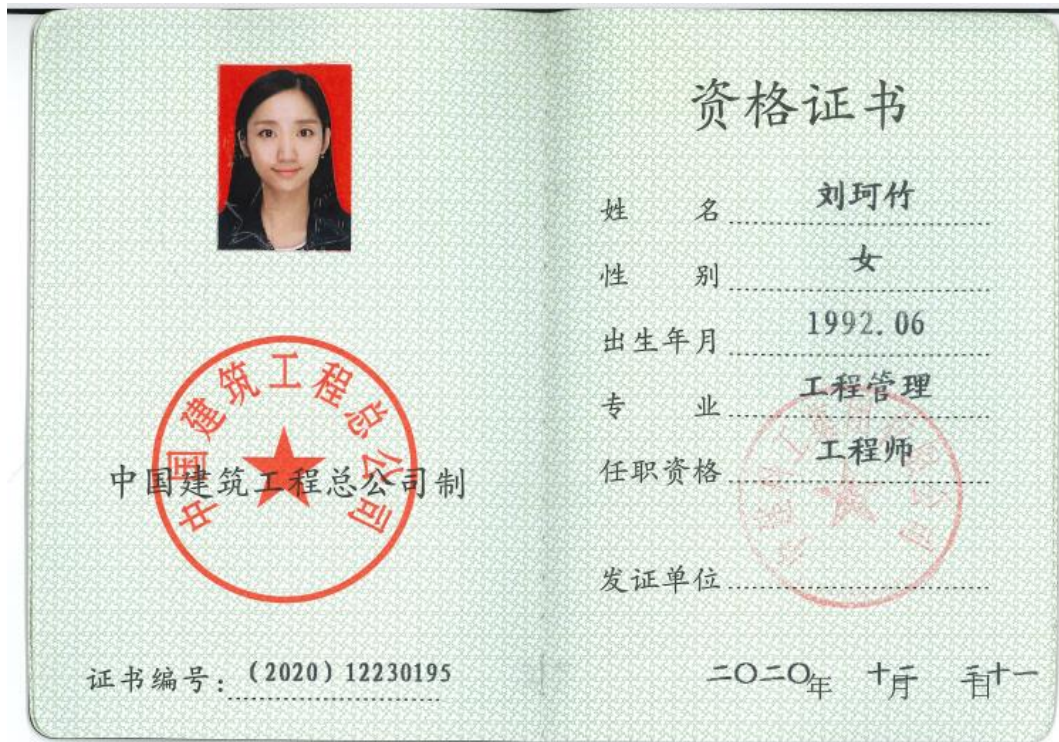 中国建筑工程总公司
中国建筑工程总公司制
证书编号：（2020）12230195
资格证书
姓 名 刘珂竹
性 别 女
出生年月 1992.06
专 业 工程管理
任职资格 工程师
发证单位
二〇二〇年 十二月 三十一日